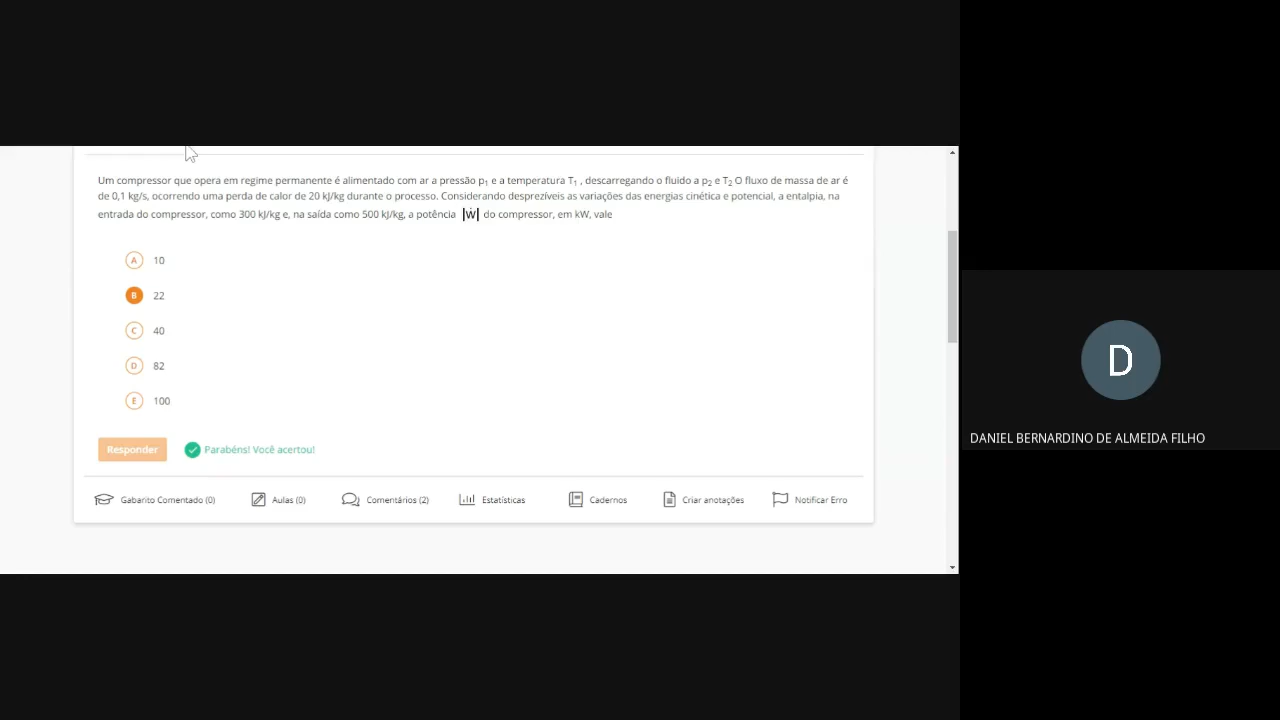 Um compressor que opera em regime permanente é alimentado com ar a pressão p1 e a temperatura T1 , descarregando o fluido a p2 e T2 O fluxo de massa de ar é
de 0,1 kg/s, ocorrendo uma perda de calor de 20 kJ/kg durante o processo. Considerando desprezíveis as variações das energias cinética e potencial, a entalpia, na
entrada do compressor, como 300 kJ/kg e, na saída como 500 kJ/kg, a potência |Ẇ| do compressor, em kW, vale
A 10
B 22
C 40
D 82
E 100
Responder Parabéns! Você acertou!
Gabarito Comentado (0) Aulas (0) Comentários (2) Estatísticas Cadernos Criar anotações Notificar Erro
D
DANIEL BERNARDINO DE ALMEIDA FILHO